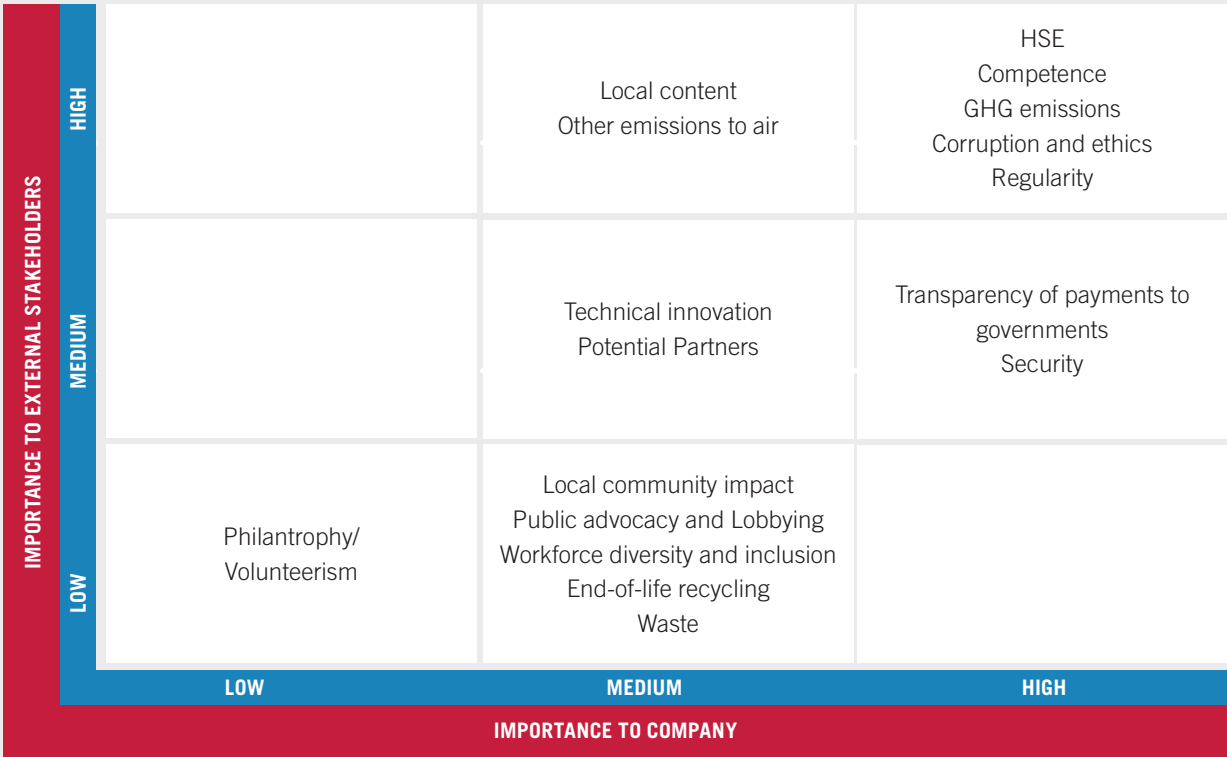 IMPORTANCE TO EXTERNAL STAKEHOLDERS
HIGH
Local content
Other emissions to air
HSE
Competence
GHG emissions
Corruption and ethics
Regularity
MEDIUM
Technical innovation
Potential Partners
Transparency of payments to
governments
Security
LOW
Philantrophy/
Volunteerism
Local community impact
Public advocacy and Lobbying
Workforce diversity and inclusion
End-of-life recycling
Waste
LOW
MEDIUM
HIGH
IMPORTANCE TO COMPANY